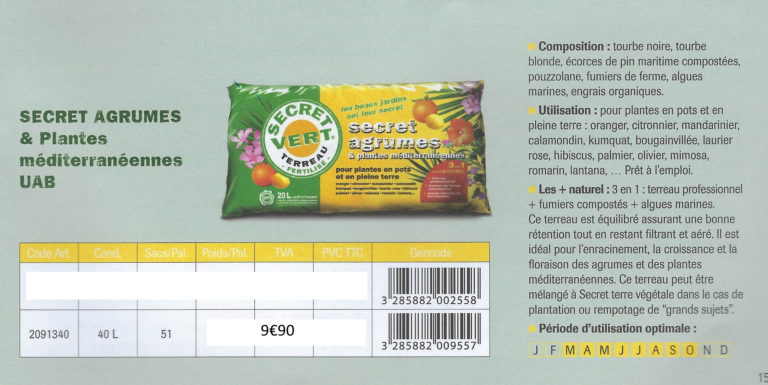 SECRET AGRUMES
& Plantes
méditerranéennes
UAB
les beaux jardins
ont leur secret
SECRET
VERT
TERREAU
FERTILISÉ
secret
agrumes
& plantes méditerranéennes
3 en 1
pour plantes en pots
et en pleine terre
20 L
Composition : tourbe noire, tourbe
blonde, écorces de pin maritime compostées,
pouzzolane, fumiers de ferme, algues
marines, engrais organiques.
Utilisation : pour plantes en pots et en
pleine terre : oranger, citronnier, mandarinier,
calamondin, kumquat, bougainvillée, laurier
rose, hibiscus, palmier, olivier, mimosa,
romarin, lantana, ... Prêt à l'emploi.
Les + naturel : 3 en 1 : terreau professionnel
+ fumiers compostés + algues marines.
Ce terreau est équilibré assurant une bonne
rétention tout en restant filtrant et aéré. Il est
idéal pour l'enracinement, la croissance et la
floraison des agrumes et des plantes
méditerranéennes. Ce terreau peut être
mélangé à Secret terre végétale dans le cas de
plantation ou rempotage de "grands sujets".
Période d'utilisation optimale :
J F M A M J J A S O N D
Code Art. Cond. Sacs/Pal. Poids/Pal. TVA PVC TTC Gencods
3 285882 002558
2091340 40 L 51 9€90
3 285882 009557
15